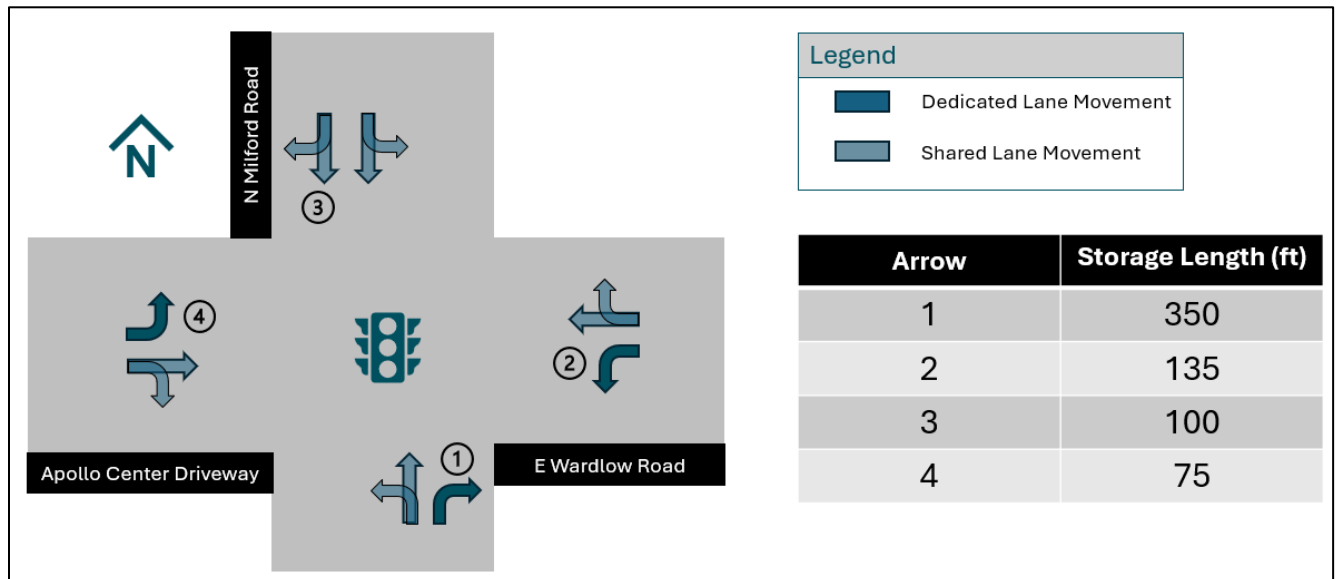 N Milford Road
N
3
4
2
1
Apollo Center Driveway
E Wardlow Road
Legend
Dedicated Lane Movement
Shared Lane Movement
Arrow Storage Length (ft)
1 350
2 135
3 100
4 75